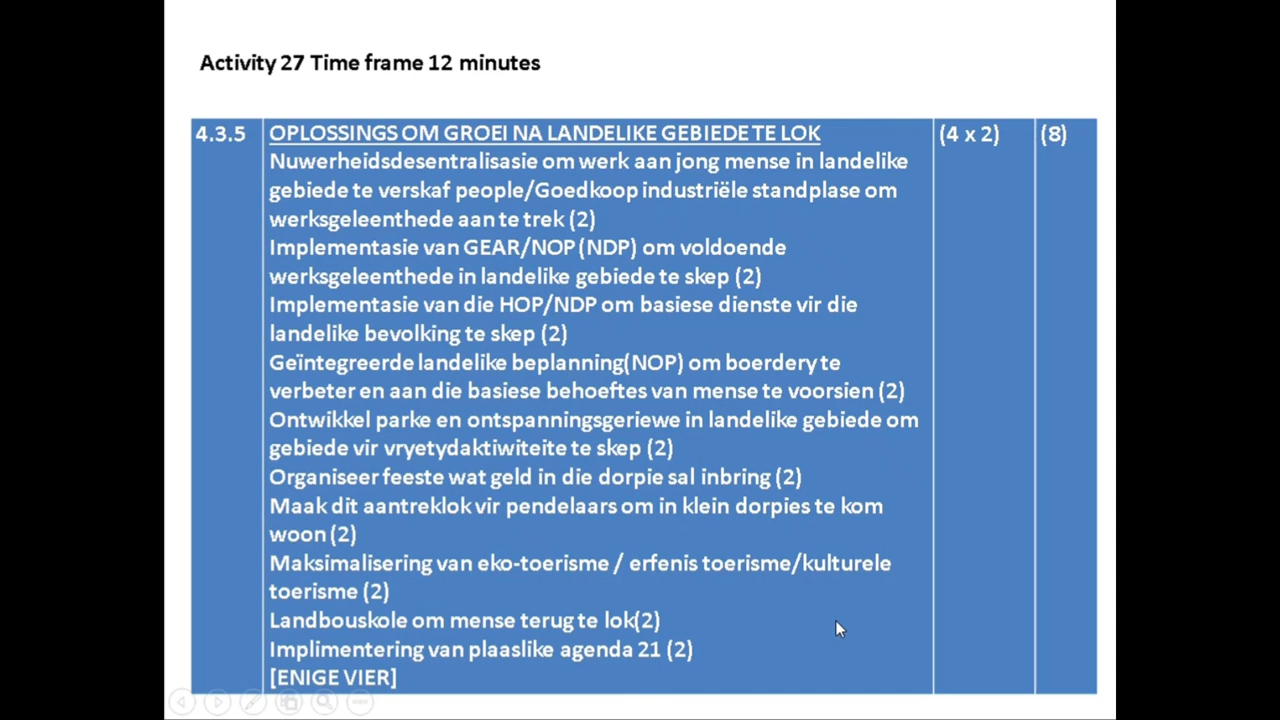 Activity 27 Time frame 12 minutes
4.3.5 OPLOSSINGS OM GROEI NA LANDELIKE GEBIEDE TE LOK (4 x 2) (8)
Nuwerheidsdesentralisasie om werk aan jong mense in landelike
gebiede te verskaf people/Goedkoop industriële standplase om
werksgeleenthede aan te trek (2)
Implementasie van GEAR/NOP (NDP) om voldoende
werksgeleenthede in landelike gebiede te skep (2)
Implementasie van die HOP/NDP om basiese dienste vir die
landelike bevolking te skep (2)
Geïntegreerde landelike beplanning(NOP) om boerdery te
verbeter en aan die basiese behoeftes van mense te voorsien (2)
Ontwikkel parke en ontspanningsgeriewe in landelike gebiede om
gebiede vir vryetydaktiwiteite te skep (2)
Organiseer feeste wat geld in die dorpie sal inbring (2)
Maak dit aantreklok vir pendelaars om in klein dorpies te kom
woon (2)
Maksimalisering van eko-toerisme / erfenis toerisme/kulturele
toerisme (2)
Landbouskole om mense terug te lok(2)
Implimentering van plaaslike agenda 21 (2)
[ENIGE VIER]